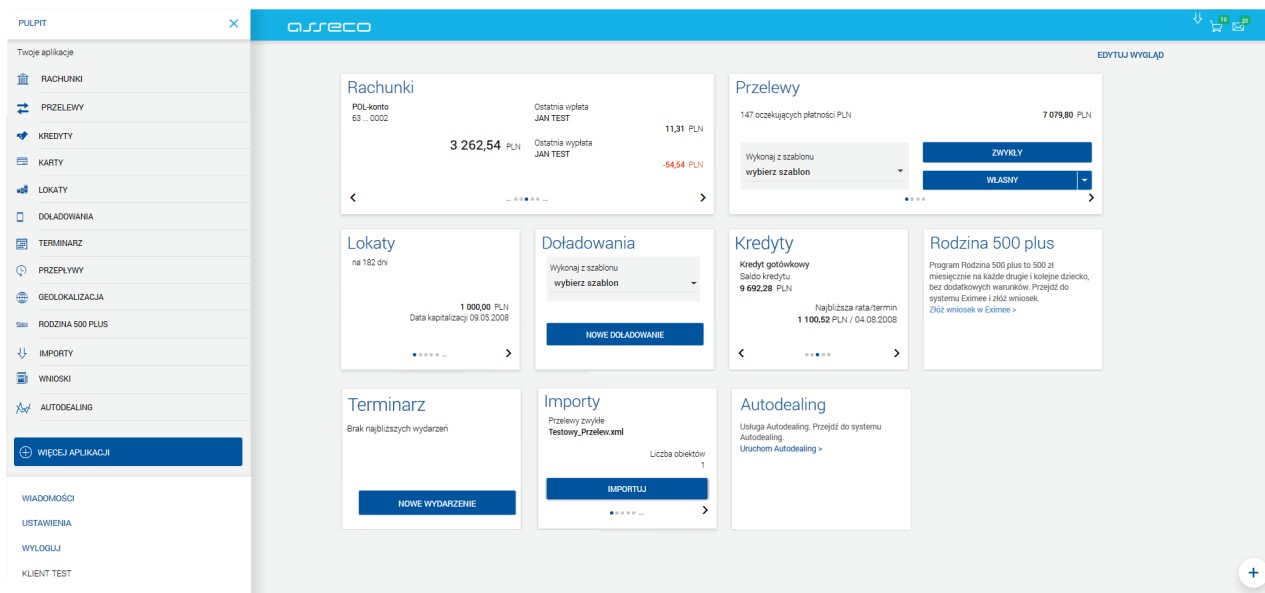 PULPIT
Twoje aplikacje
RACHUNKI
PRZELEWY
KREDYTY
KARTY
LOKATY
DOŁADOWANIA
TERMINARZ
PRZEPŁYWY
GEOLOKALIZACJA
RODZINA 500 PLUS
IMPORTY
WNIOSKI
AUTODEALING
WIĘCEJ APLIKACJI
WIADOMOŚCI
USTAWIENIA
WYLOGUJ
KLIENT TEST
asseco
10
20
EDYTUJ WYGLĄD
Rachunki
POL-konto
63 ... 0002
3 262,54 PLN
Ostatnia wpłata
JAN TEST
11,31 PLN
Ostatnia wypłata
JAN TEST
-54,54 PLN
... ...
Przelewy
147 oczekujących płatności PLN
7 079,80 PLN
Wykonaj z szablonu
wybierz szablon
ZWYKŁY
WŁASNY
Lokaty
na 182 dni
1 000,00 PLN
Data kapitalizacji 09.05.2008
...
Doładowania
Wykonaj z szablonu
wybierz szablon
NOWE DOŁADOWANIE
Kredyty
Kredyt gotówkowy
Saldo kredytu
9 692,28 PLN
Najbliższa rata/termin
1 100,52 PLN / 04.08.2008
Rodzina 500 plus
Program Rodzina 500 plus to 500 zł
miesięcznie na każde drugie i kolejne dziecko,
bez dodatkowych warunków. Przejdź do
systemu Eximee i złóż wniosek.
Złóż wniosek w Eximee >
Terminarz
Brak najbliższych wydarzeń
NOWE WYDARZENIE
Importy
Przelewy zwykłe
Testowy_Przelew.xml
Liczba obiektów
1
IMPORTUJ
...
Autodealing
Usługa Autodealing. Przejdź do systemu
Autodealing.
Uruchom Autodealing >